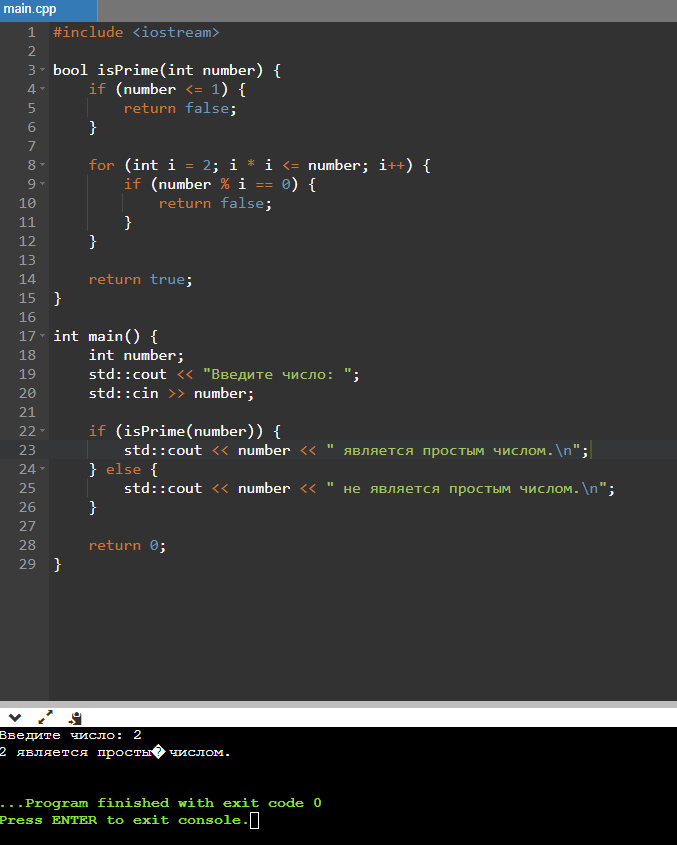 main.cpp
1 #include <iostream>
2
3 bool isPrime(int number) {
4     if (number <= 1) {
5         return false;
6     }
7
8     for (int i = 2; i * i <= number; i++) {
9         if (number % i == 0) {
10             return false;
11         }
12     }
13
14     return true;
15 }
16
17 int main() {
18     int number;
19     std::cout << "Введите число: ";
20     std::cin >> number;
21
22     if (isPrime(number)) {
23         std::cout << number << " является простым числом.\n";
24     } else {
25         std::cout << number << " не является простым числом.\n";
26     }
27
28     return 0;
29 }
Введите число: 2
2 является просты� числом.
...Program finished with exit code 0
Press ENTER to exit console.